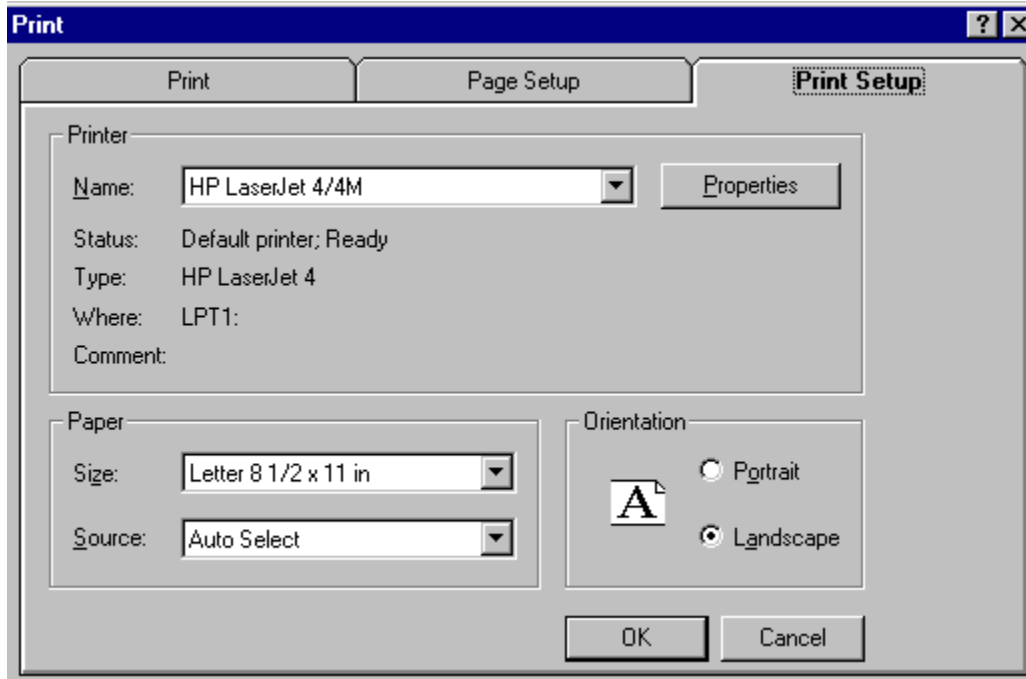 Print
Print Page Setup Print Setup
Printer
Name: HP LaserJet 4/4M Properties
Status: Default printer; Ready
Type: HP LaserJet 4
Where: LPT1:
Comment:
Paper
Size: Letter 8 1/2 x 11 in
Source: Auto Select
Orientation
A
Portrait
Landscape
OK Cancel